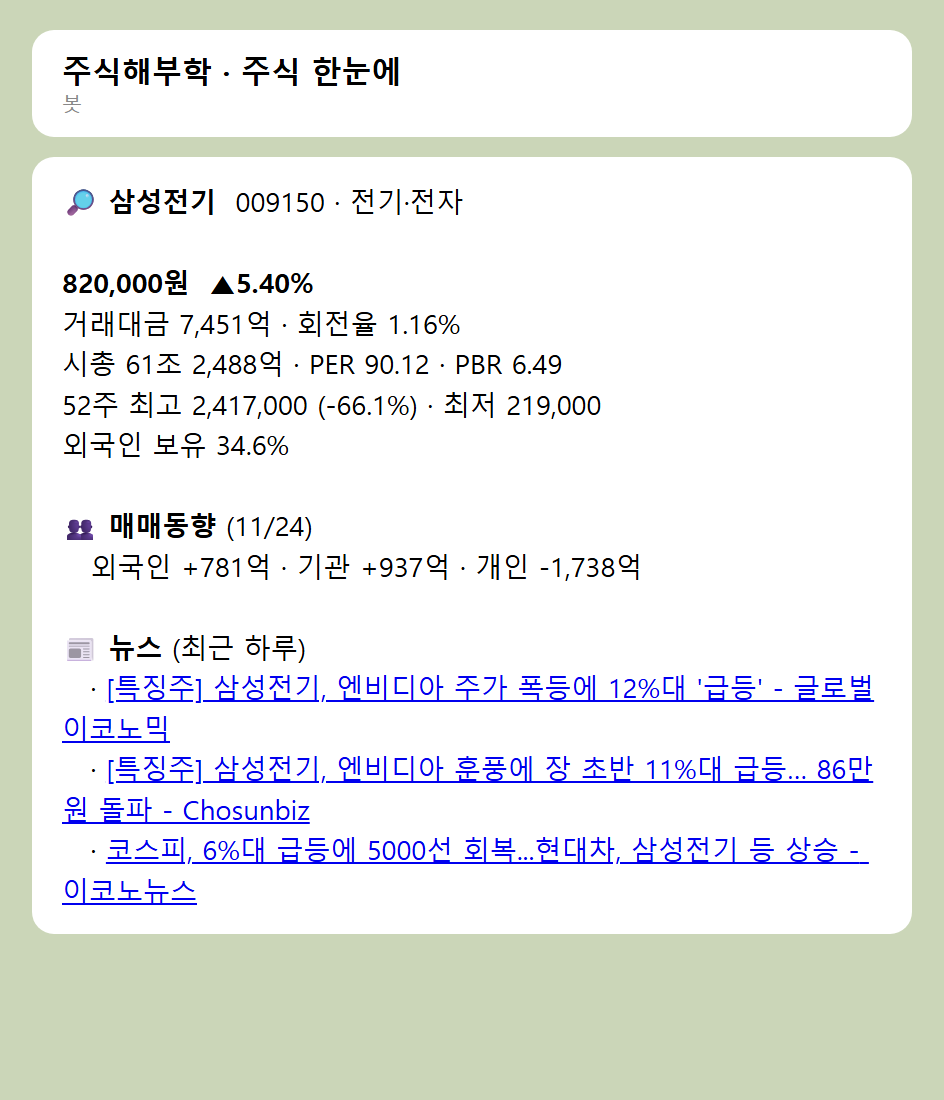 주식해부학 · 주식 한눈에
봇
삼성전기 009150 · 전기·전자
820,000원 ▲5.40%
거래대금 7,451억 · 회전율 1.16%
시총 61조 2,488억 · PER 90.12 · PBR 6.49
52주 최고 2,417,000 (-66.1%) · 최저 219,000
외국인 보유 34.6%
매매동향 (11/24)
외국인 +781억 · 기관 +937억 · 개인 -1,738억
뉴스 (최근 하루)
· [특징주] 삼성전기, 엔비디아 주가 폭등에 12%대 '급등' - 글로벌
이코노믹
· [특징주] 삼성전기, 엔비디아 훈풍에 장 초반 11%대 급등… 86만
원 돌파 - Chosunbiz
· 코스피, 6%대 급등에 5000선 회복...현대차, 삼성전기 등 상승 -
이코노뉴스